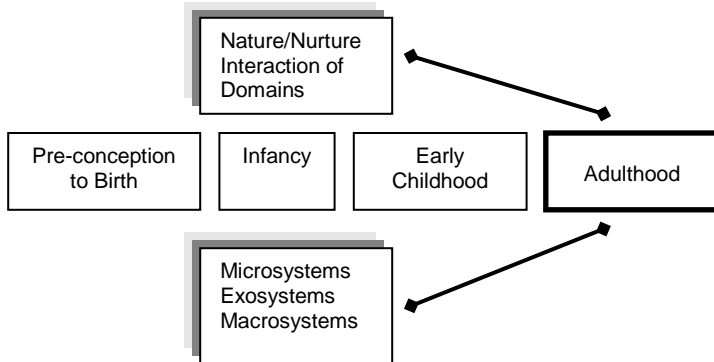 Nature/Nurture
Interaction of
Domains
Pre-conception
to Birth
Infancy
Early
Childhood
Adulthood
Microsystems
Exosystems
Macrosystems